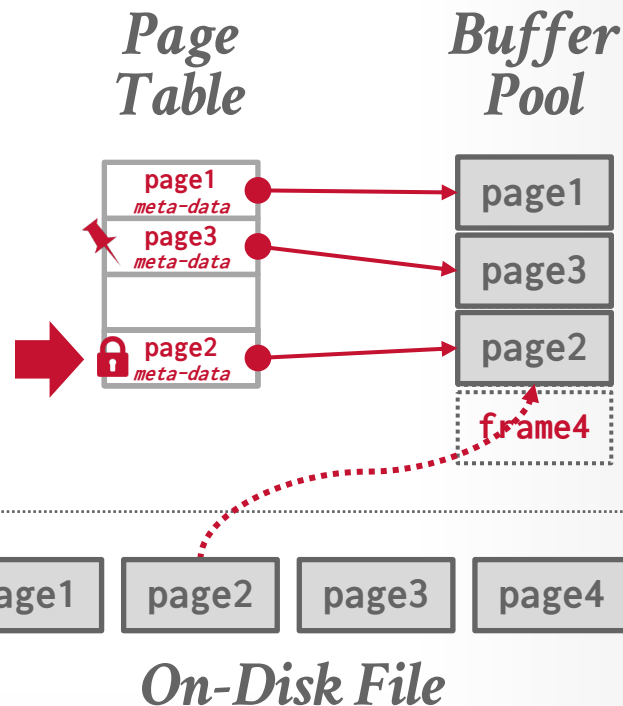 Page
Table
Buffer
Pool
page1
meta-data
page3
meta-data
page2
meta-data
page1
page3
page2
frame4
age1
page2
page3
page4
On-Disk File